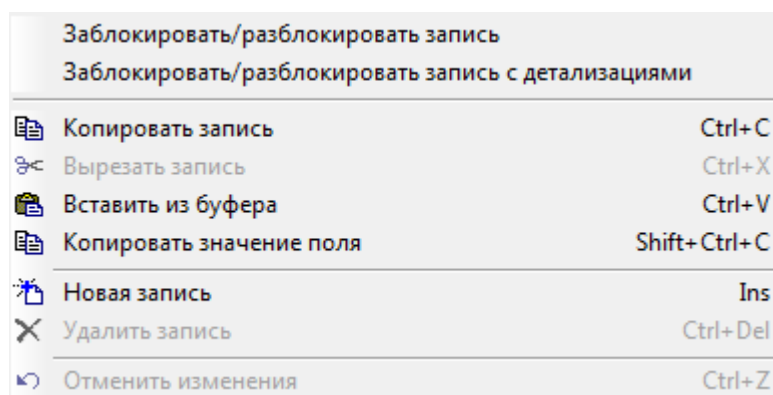 Заблокировать/разблокировать запись
Заблокировать/разблокировать запись с детализациями
Копировать запись Ctrl+C
Вырезать запись Ctrl+X
Вставить из буфера Ctrl+V
Копировать значение поля Shift+Ctrl+C
Новая запись Ins
Удалить запись Ctrl+Del
Отменить изменения Ctrl+Z